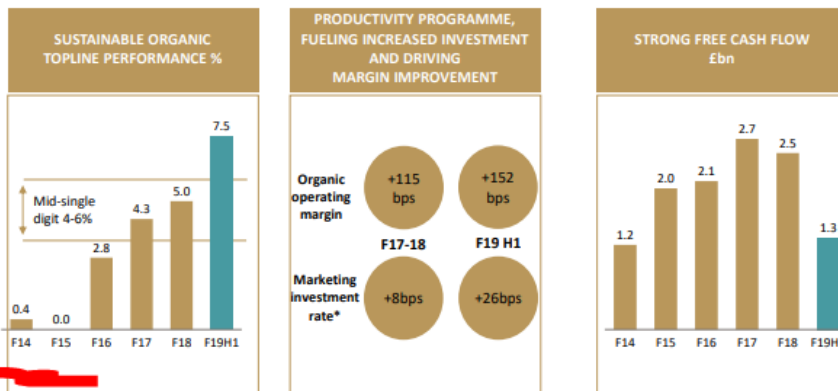 SUSTAINABLE ORGANIC
TOPLINE PERFORMANCE %
7.5
5.0
4.3
2.8
0.4
0.0
Mid-single
digit 4-6%
F14 F15 F16 F17 F18 F19H1
PRODUCTIVITY PROGRAMME,
FUELING INCREASED INVESTMENT
AND DRIVING
MARGIN IMPROVEMENT
Organic
operating
margin
+115
bps
+152
bps
F17-18 F19 H1
Marketing
investment
rate*
+8bps +26bps
STRONG FREE CASH FLOW
£bn
1.2
2.0
2.1
2.7
2.5
1.3
F14 F15 F16 F17 F18 F19H